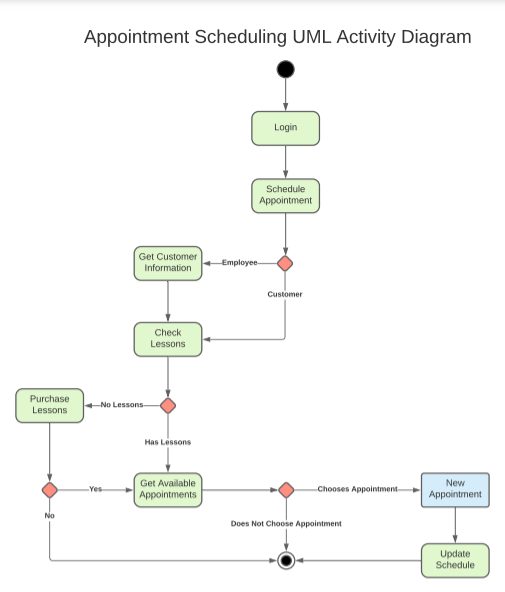 Appointment Scheduling UML Activity Diagram
Login
Schedule
Appointment
Get Customer
Information
Employee
Customer
Check
Lessons
Purchase
Lessons
No Lessons
Has Lessons
Yes
Get Available
Appointments
Chooses Appointment
New
Appointment
No
Does Not Choose Appointment
Update
Schedule